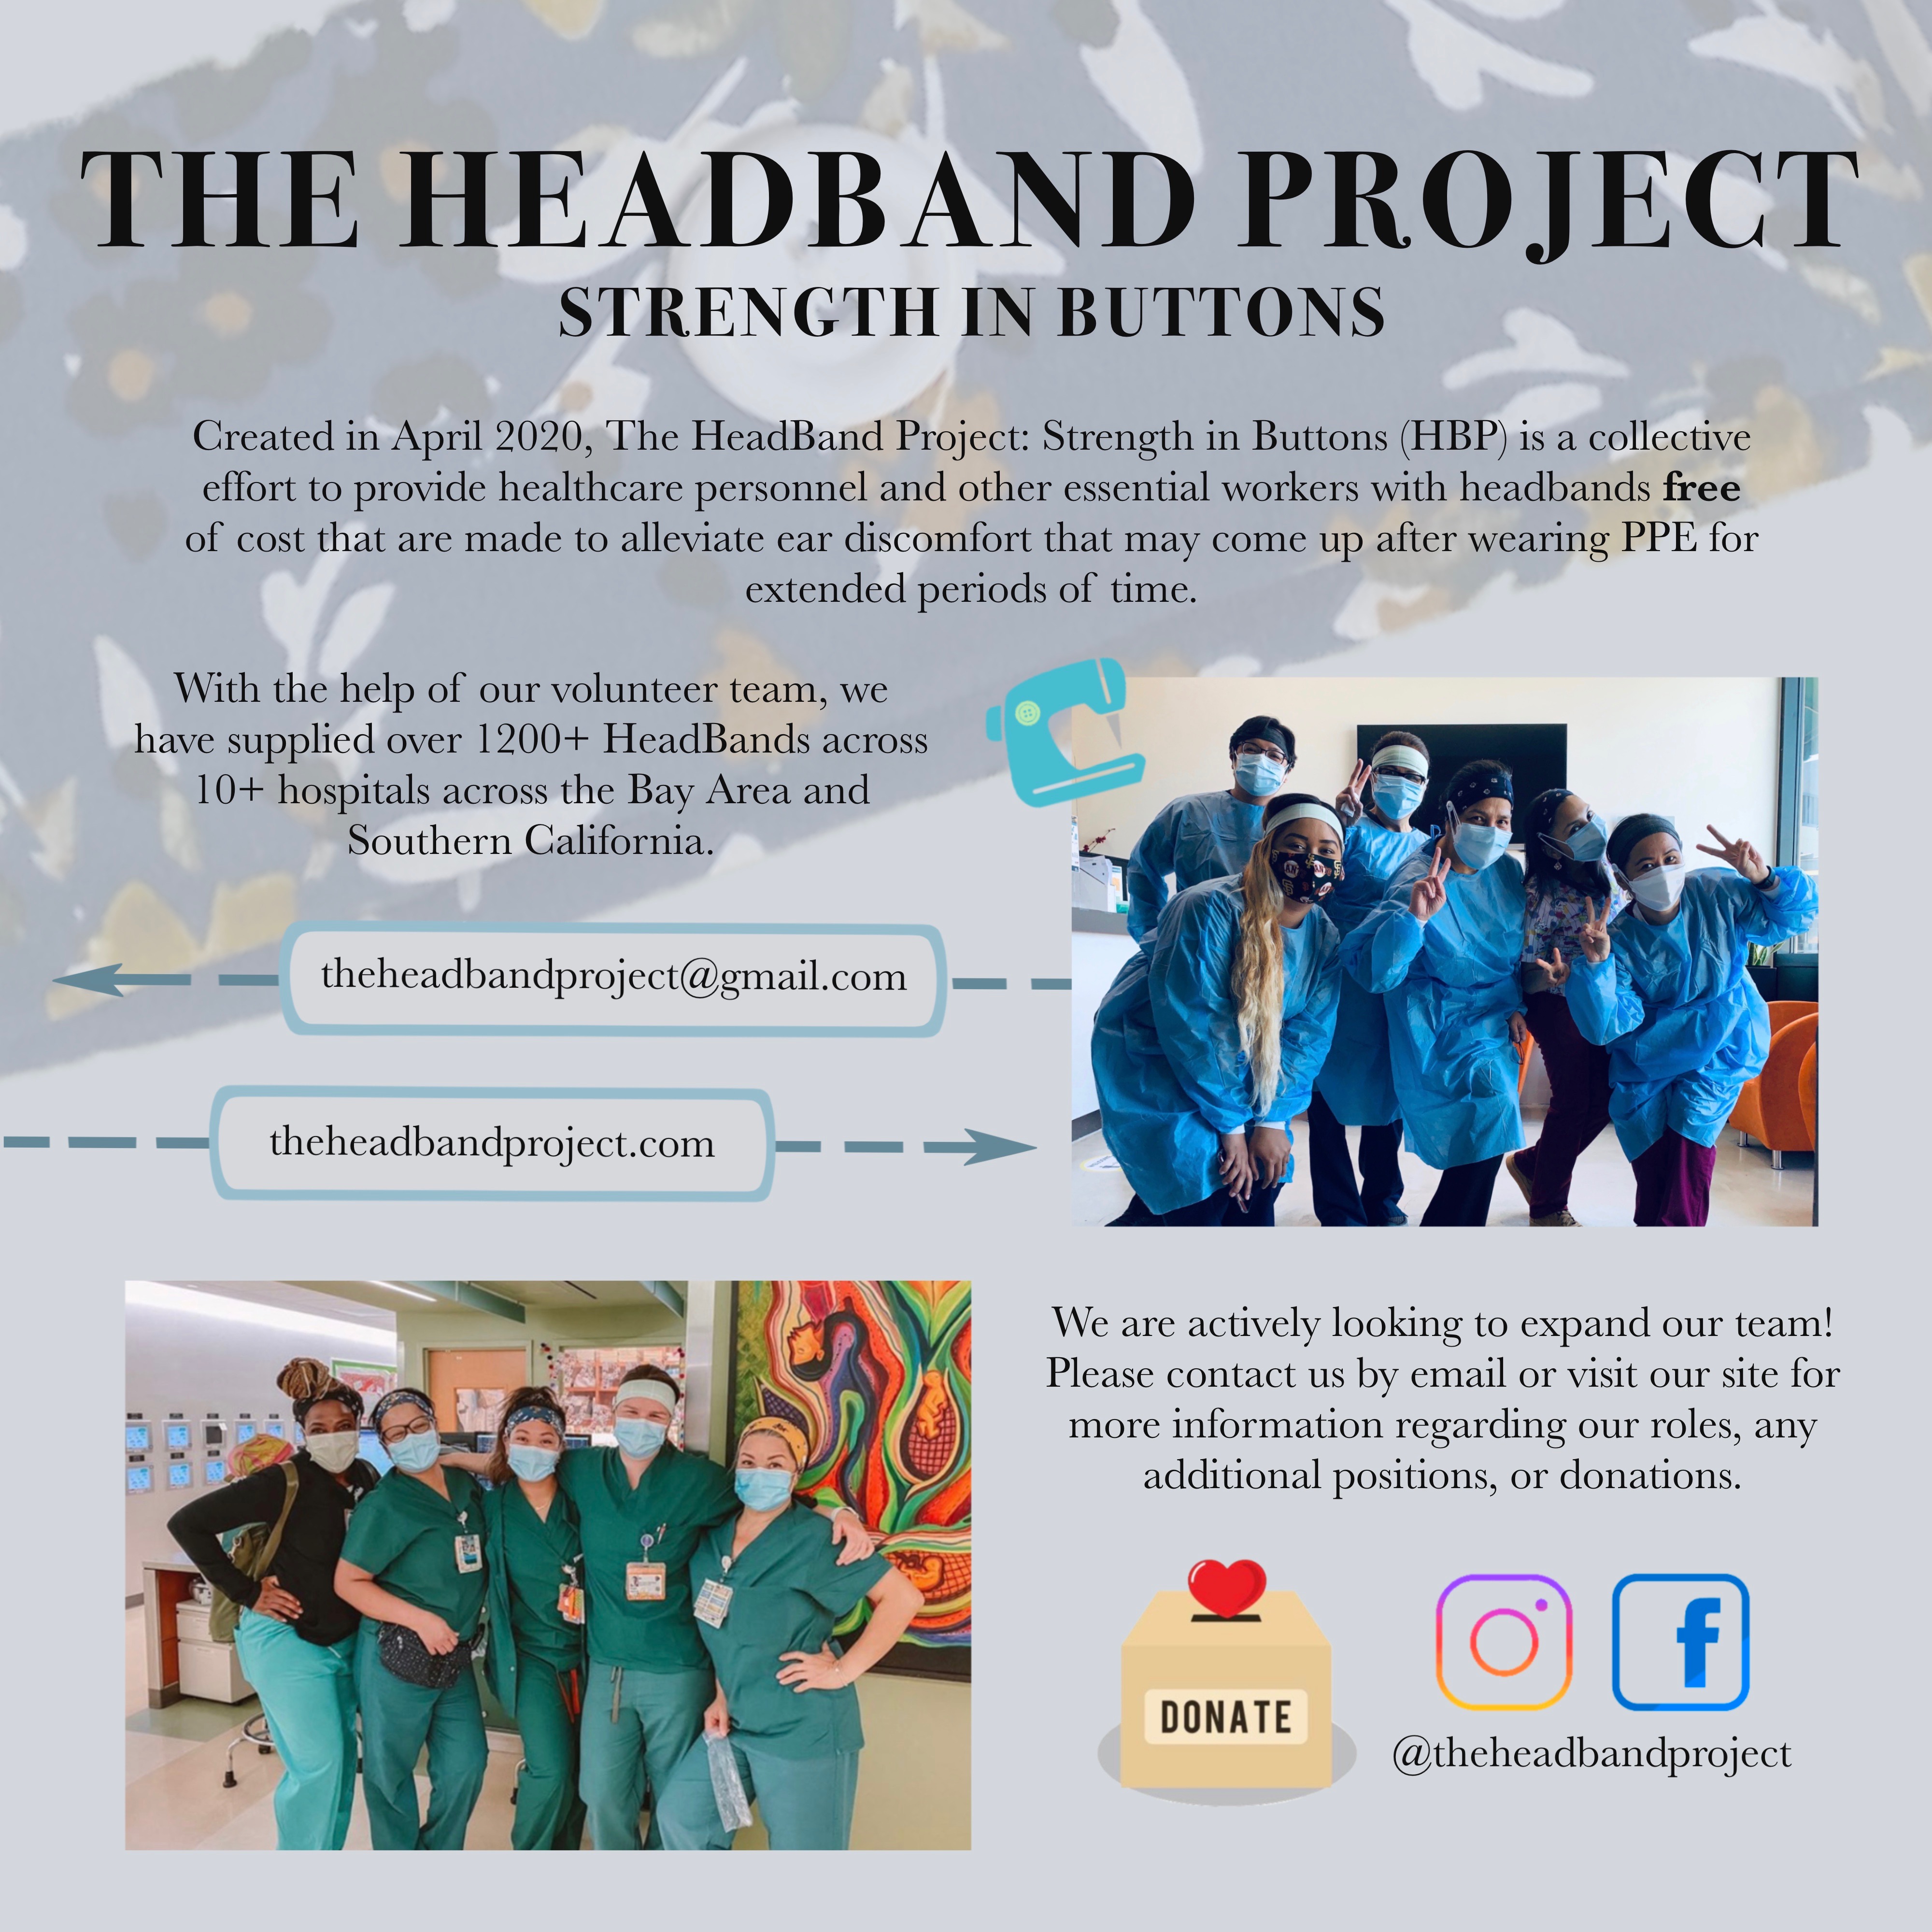 THE HEADBAND PROJECT
STRENGTH IN BUTTONS
Created in April 2020, The HeadBand Project: Strength in Buttons (HBP) is a collective
effort to provide healthcare personnel and other essential workers with headbands free
of cost that are made to alleviate ear discomfort that may come up after wearing PPE for
extended periods of time.
With the help of our volunteer team, we
have supplied over 1200+ HeadBands across
10+ hospitals across the Bay Area and
Southern California.
theheadbandproject@gmail.com
theheadbandproject.com
We are actively looking to expand our team!
Please contact us by email or visit our site for
more information regarding our roles, any
additional positions, or donations.
DONATE
@theheadbandproject